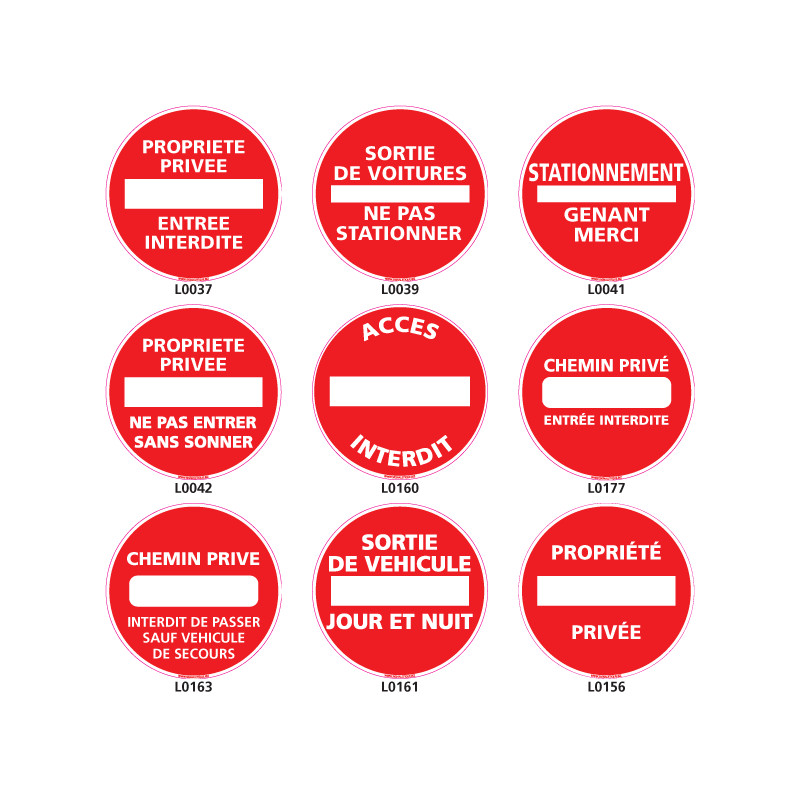 PROPRIETE
PRIVEE
ENTREE
INTERDITE
L0037
SORTIE
DE VOITURES
NE PAS
STATIONNER
L0039
STATIONNEMENT
GENANT
MERCI
L0041
PROPRIETE
PRIVEE
NE PAS ENTRER
SANS SONNER
L0042
ACCES
INTERDIT
L0160
CHEMIN PRIVÉ
ENTRÉE INTERDITE
L0177
CHEMIN PRIVE
INTERDIT DE PASSER
SAUF VEHICULE
DE SECOURS
L0163
SORTIE
DE VEHICULE
JOUR ET NUIT
L0161
PROPRIÉTÉ
PRIVÉE
L0156